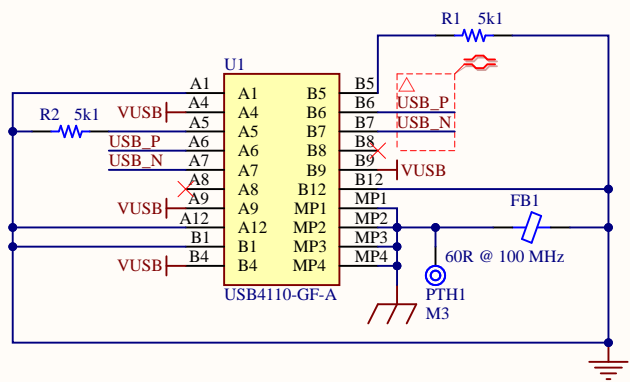 R1 5k1
U1
A1 A1 B5 B5
VUSB A4 A4 B6 B6 USB_P
R2 5k1 A5 A5 B7 B7 USB_N
USB_P A6 A6 B8 B8
USB_N A7 A7 B9 B9 VUSB
A8 A8 B12 B12
VUSB A9 A9 MP1 MP1
A12 A12 MP2 MP2 FB1
B1 B1 MP3 MP3
VUSB B4 B4 MP4 MP4 60R @ 100 MHz
USB4110-GF-A PTH1
M3